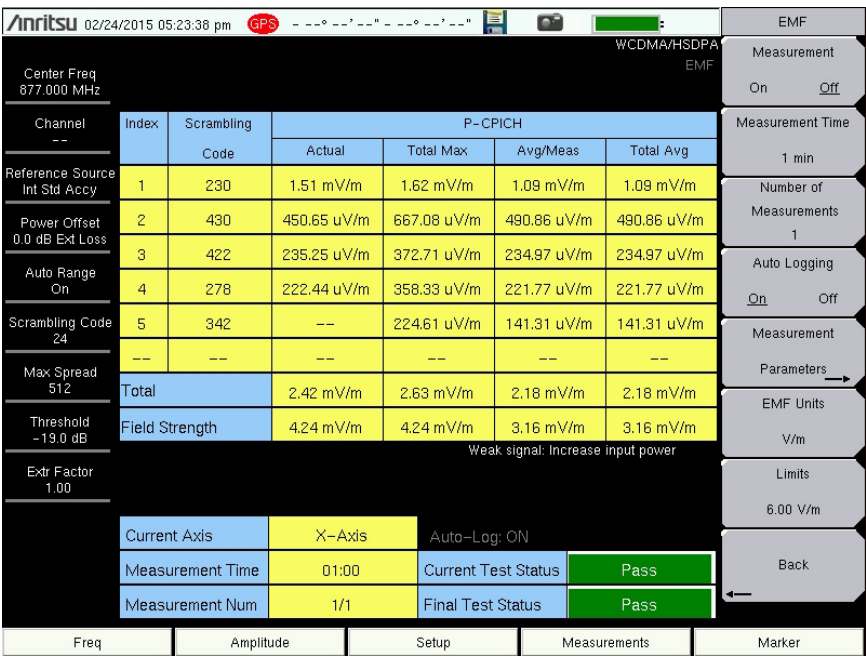 Anritsu 02/24/2015 05:23:38 pm GPS - --° --'--" - --° --'--"
WCDMA/HSDPA
EMF
Center Freq
877.000 MHz
Channel
--
Reference Source
Int Std Accy
Power Offset
0.0 dB Ext Loss
Auto Range
On
Scrambling Code
24
Max Spread
512
Threshold
-19.0 dB
Extr Factor
1.00
Index Scrambling Code P-CPICH
Actual Total Max Avg/Meas Total Avg
1 230 1.51 mV/m 1.62 mV/m 1.09 mV/m 1.09 mV/m
2 430 450.65 uV/m 667.08 uV/m 490.86 uV/m 490.86 uV/m
3 422 235.25 uV/m 372.71 uV/m 234.97 uV/m 234.97 uV/m
4 278 222.44 uV/m 358.33 uV/m 221.77 uV/m 221.77 uV/m
5 342 -- 224.61 uV/m 141.31 uV/m 141.31 uV/m
-- -- -- -- -- --
Total 2.42 mV/m 2.63 mV/m 2.18 mV/m 2.18 mV/m
Field Strength 4.24 mV/m 4.24 mV/m 3.16 mV/m 3.16 mV/m
Weak signal: Increase input power
Current Axis X-Axis Auto-Log: ON
Measurement Time 01:00 Current Test Status Pass
Measurement Num 1/1 Final Test Status Pass
EMF
Measurement
On Off
Measurement Time
1 min
Number of
Measurements
1
Auto Logging
On Off
Measurement
Parameters
EMF Units
V/m
Limits
6.00 V/m
Back
Freq Amplitude Setup Measurements Marker